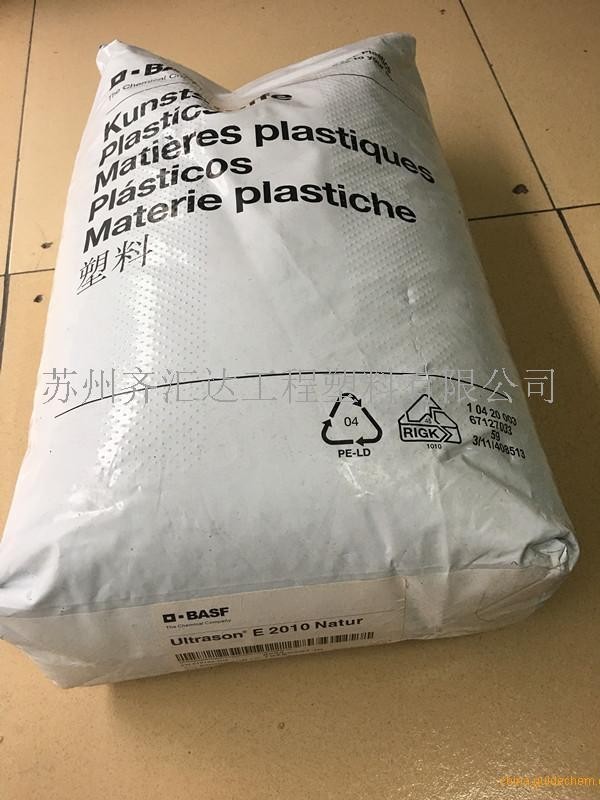 BASF
The Chemical Company
Plastics
Kunststoffe
Plastics
Matières plastiques
Plásticos
Materie plastiche
塑料
苏州齐汇达工程塑料有限公司
04
PE-LD
RIGK
1010
1 04 20 003
67127033
59
3/11/408513
BASF
The Chemical Company
Ultrason® E 2010 Natur
china.guidechem.com